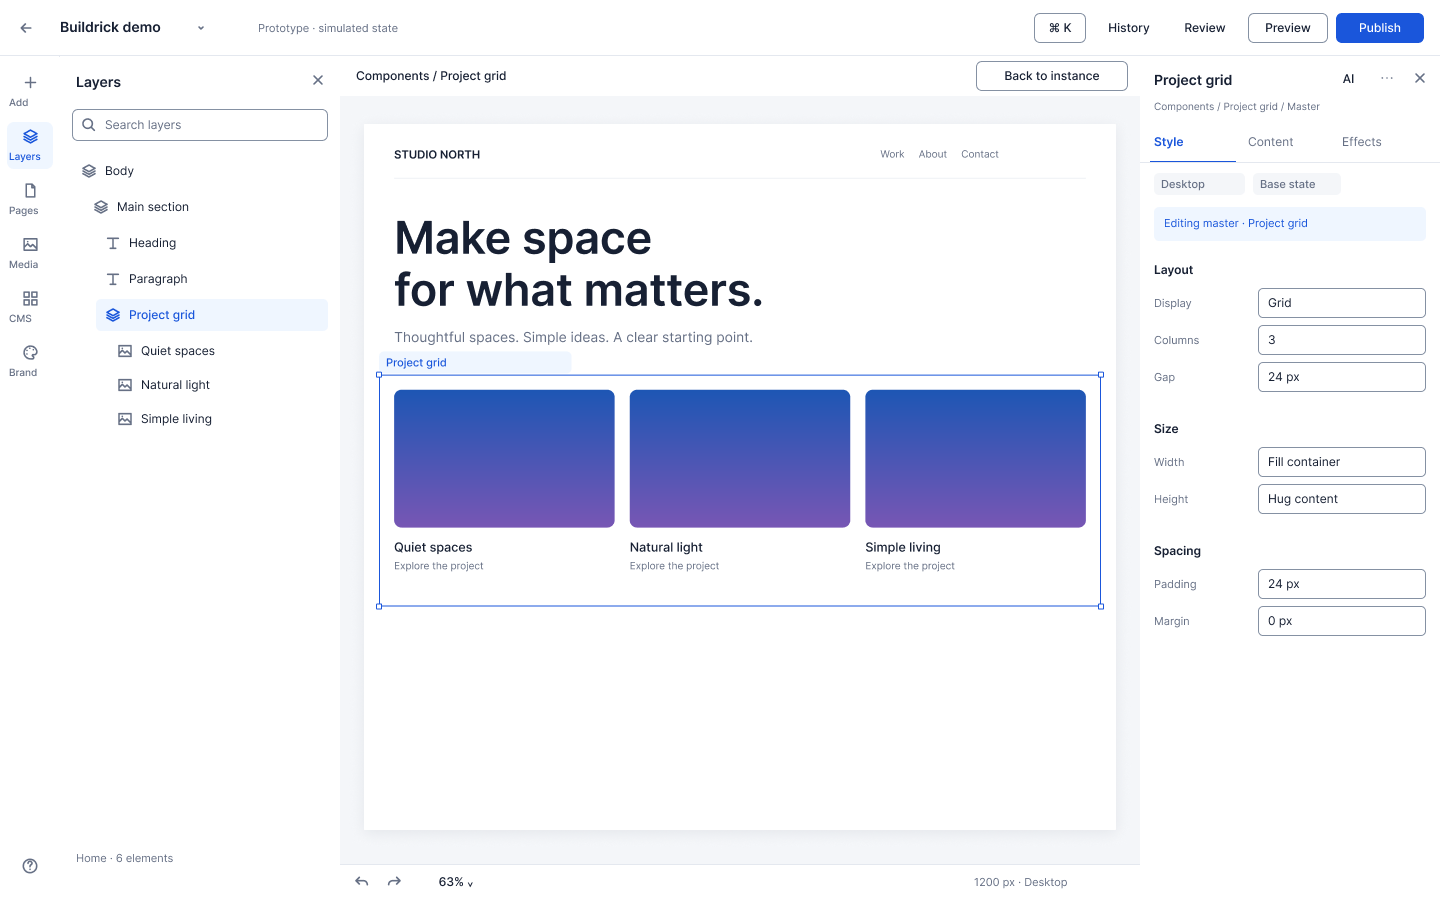 Buildrick demo
Prototype · simulated state
⌘ K
History
Review
Preview
Publish
Add
Layers
Pages
Media
CMS
Brand
Layers
Search layers
Body
Main section
Heading
Paragraph
Project grid
Quiet spaces
Natural light
Simple living
Home · 6 elements
Components / Project grid
Back to instance
STUDIO NORTH
Work About Contact
Make space
for what matters.
Thoughtful spaces. Simple ideas. A clear starting point.
Project grid
Quiet spaces
Explore the project
Natural light
Explore the project
Simple living
Explore the project
63%
1200 px · Desktop
Project grid
AI
Components / Project grid / Master
Style
Content
Effects
Desktop
Base state
Editing master · Project grid
Layout
Display Grid
Columns 3
Gap 24 px
Size
Width Fill container
Height Hug content
Spacing
Padding 24 px
Margin 0 px